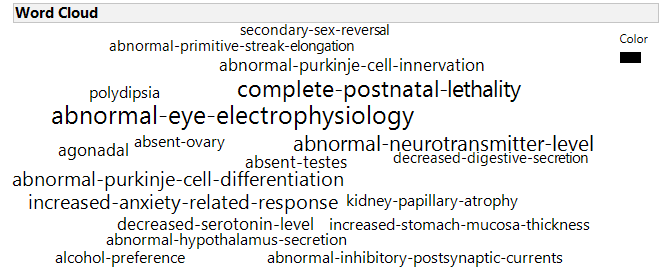 Word Cloud
secondary-sex-reversal
Color
abnormal-primitive-streak-elongation
abnormal-purkinje-cell-innervation
polydipsia
complete-postnatal-lethality
abnormal-eye-electrophysiology
absent-ovary
abnormal-neurotransmitter-level
agonadal
absent-testes
decreased-digestive-secretion
abnormal-purkinje-cell-differentiation
increased-anxiety-related-response
kidney-papillary-atrophy
decreased-serotonin-level
increased-stomach-mucosa-thickness
abnormal-hypothalamus-secretion
alcohol-preference
abnormal-inhibitory-postsynaptic-currents